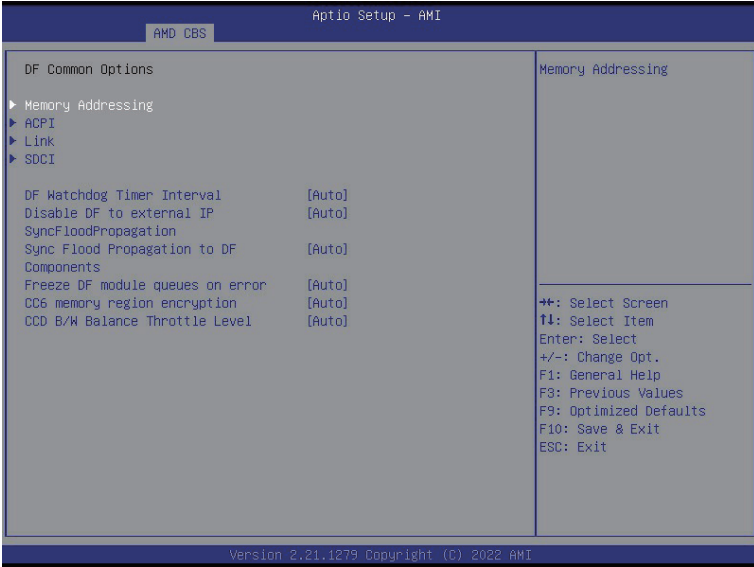 Aptio Setup – AMI
AMD CBS
DF Common Options
Memory Addressing
ACPI
Link
SDCI
DF Watchdog Timer Interval [Auto]
Disable DF to external IP [Auto]
SyncFloodPropagation
Sync Flood Propagation to DF [Auto]
Components
Freeze DF module queues on error [Auto]
CC6 memory region encryption [Auto]
CCD B/W Balance Throttle Level [Auto]
Memory Addressing
→←: Select Screen
↑↓: Select Item
Enter: Select
+/-: Change Opt.
F1: General Help
F3: Previous Values
F9: Optimized Defaults
F10: Save & Exit
ESC: Exit
Version 2.21.1279 Copyright (C) 2022 AMI